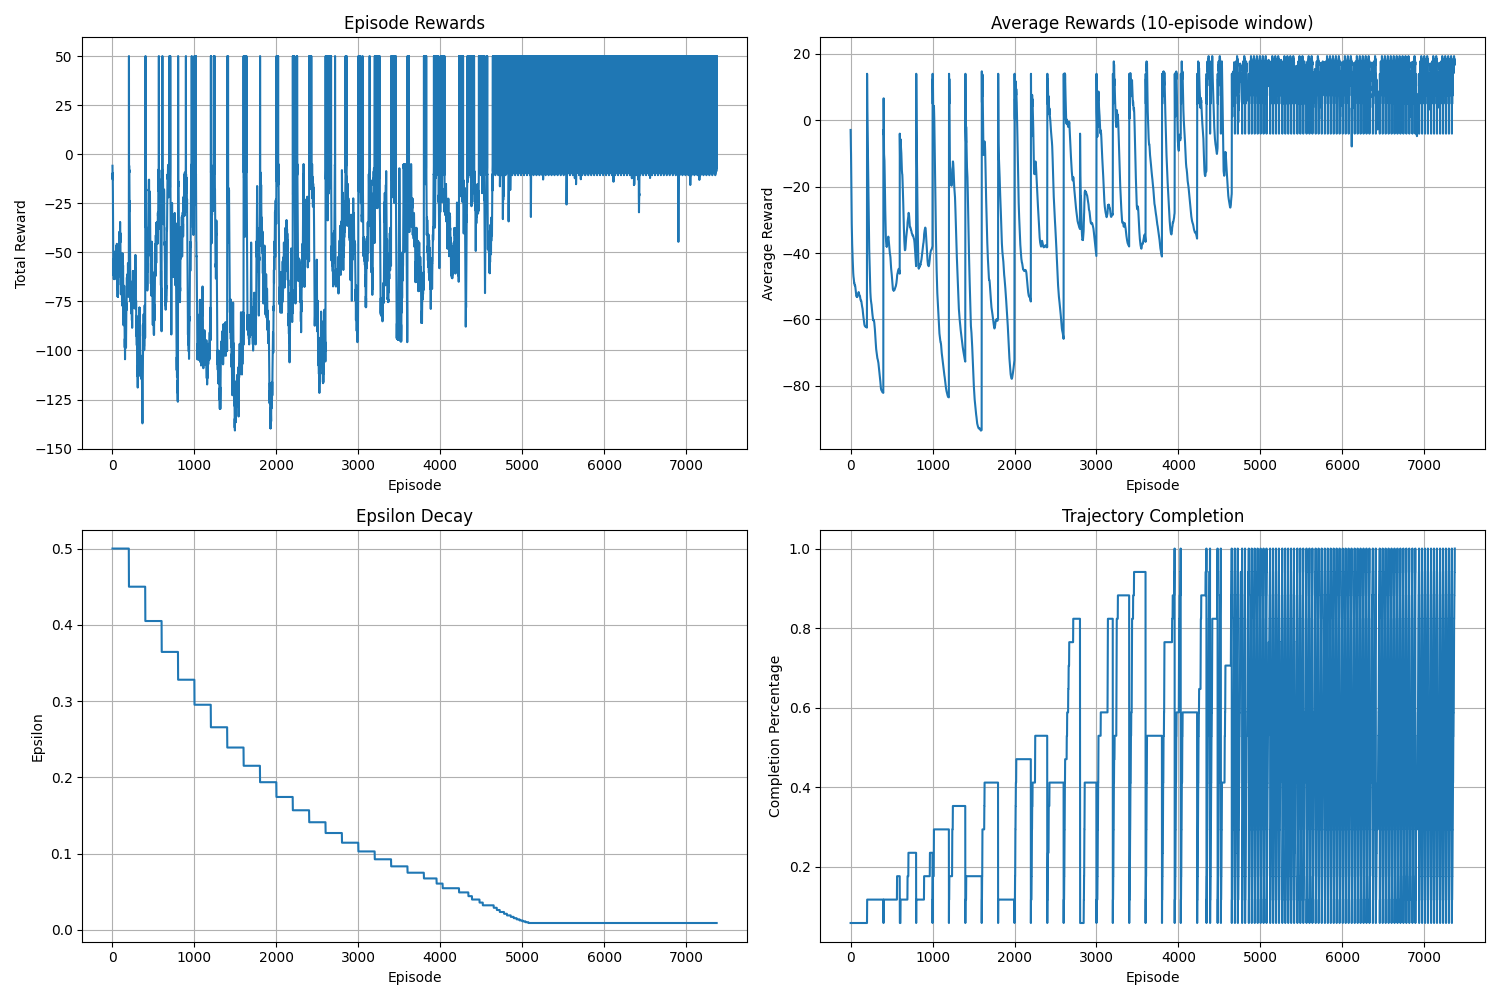 Episode Rewards
Total Reward
50
25
0
−25
−50
−75
−100
−125
−150
0 1000 2000 3000 4000 5000 6000 7000
Episode
Average Rewards (10-episode window)
Average Reward
20
0
−20
−40
−60
−80
0 1000 2000 3000 4000 5000 6000 7000
Episode
Epsilon Decay
Epsilon
0.5
0.4
0.3
0.2
0.1
0.0
0 1000 2000 3000 4000 5000 6000 7000
Episode
Trajectory Completion
Completion Percentage
1.0
0.8
0.6
0.4
0.2
0 1000 2000 3000 4000 5000 6000 7000
Episode